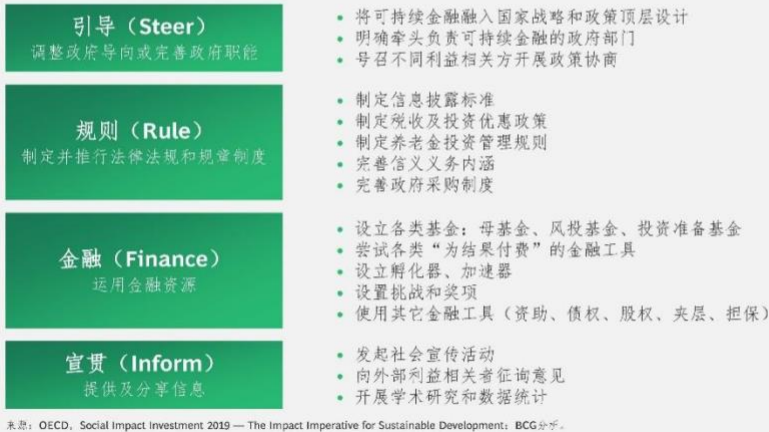 引导（Steer）
调整政府导向或完善政府职能
• 将可持续金融融入国家战略和政策顶层设计
• 明确牵头负责可持续金融的政府部门
• 号召不同利益相关方开展政策协商
规则（Rule）
制定并推行法律法规和规章制度
• 制定信息披露标准
• 制定税收及投资优惠政策
• 制定养老金投资管理规则
• 完善信义义务内涵
• 完善政府采购制度
金融（Finance）
运用金融资源
• 设立各类基金：母基金、风投基金、投资准备基金
• 尝试各类“为结果付费”的金融工具
• 设立孵化器、加速器
• 设置挑战和奖项
• 使用其它金融工具（资助、债权、股权、夹层、担保）
宣贯（Inform）
提供及分享信息
• 发起社会宣传活动
• 向外部利益相关者征询意见
• 开展学术研究和数据统计
来源：OECD，Social Impact Investment 2019 — The Impact Imperative for Sustainable Development；BCG分析。